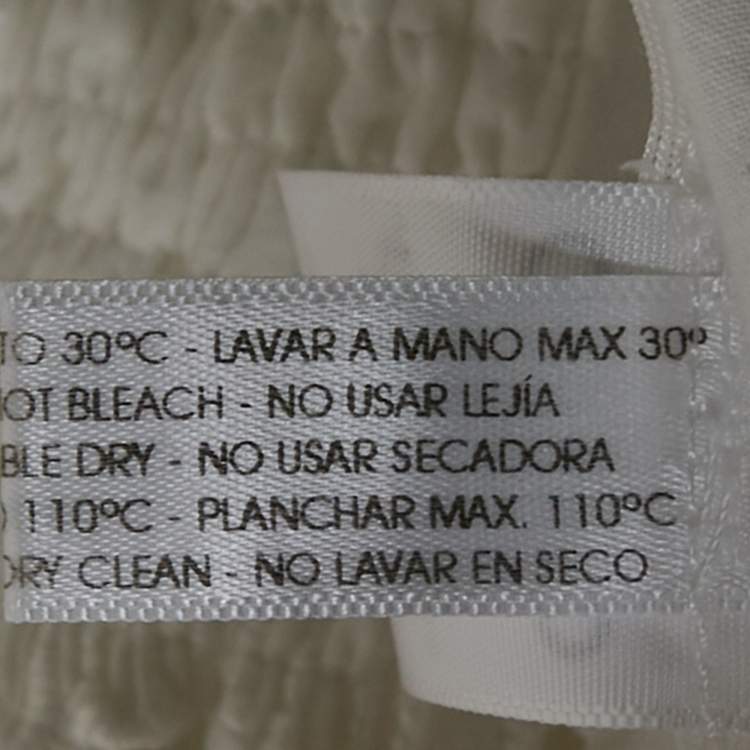 TO 30ºC - LAVAR A MANO MAX 30º
OT BLEACH - NO USAR LEJÍA
BLE DRY - NO USAR SECADORA
110ºC - PLANCHAR MAX. 110ºC
DRY CLEAN - NO LAVAR EN SECO